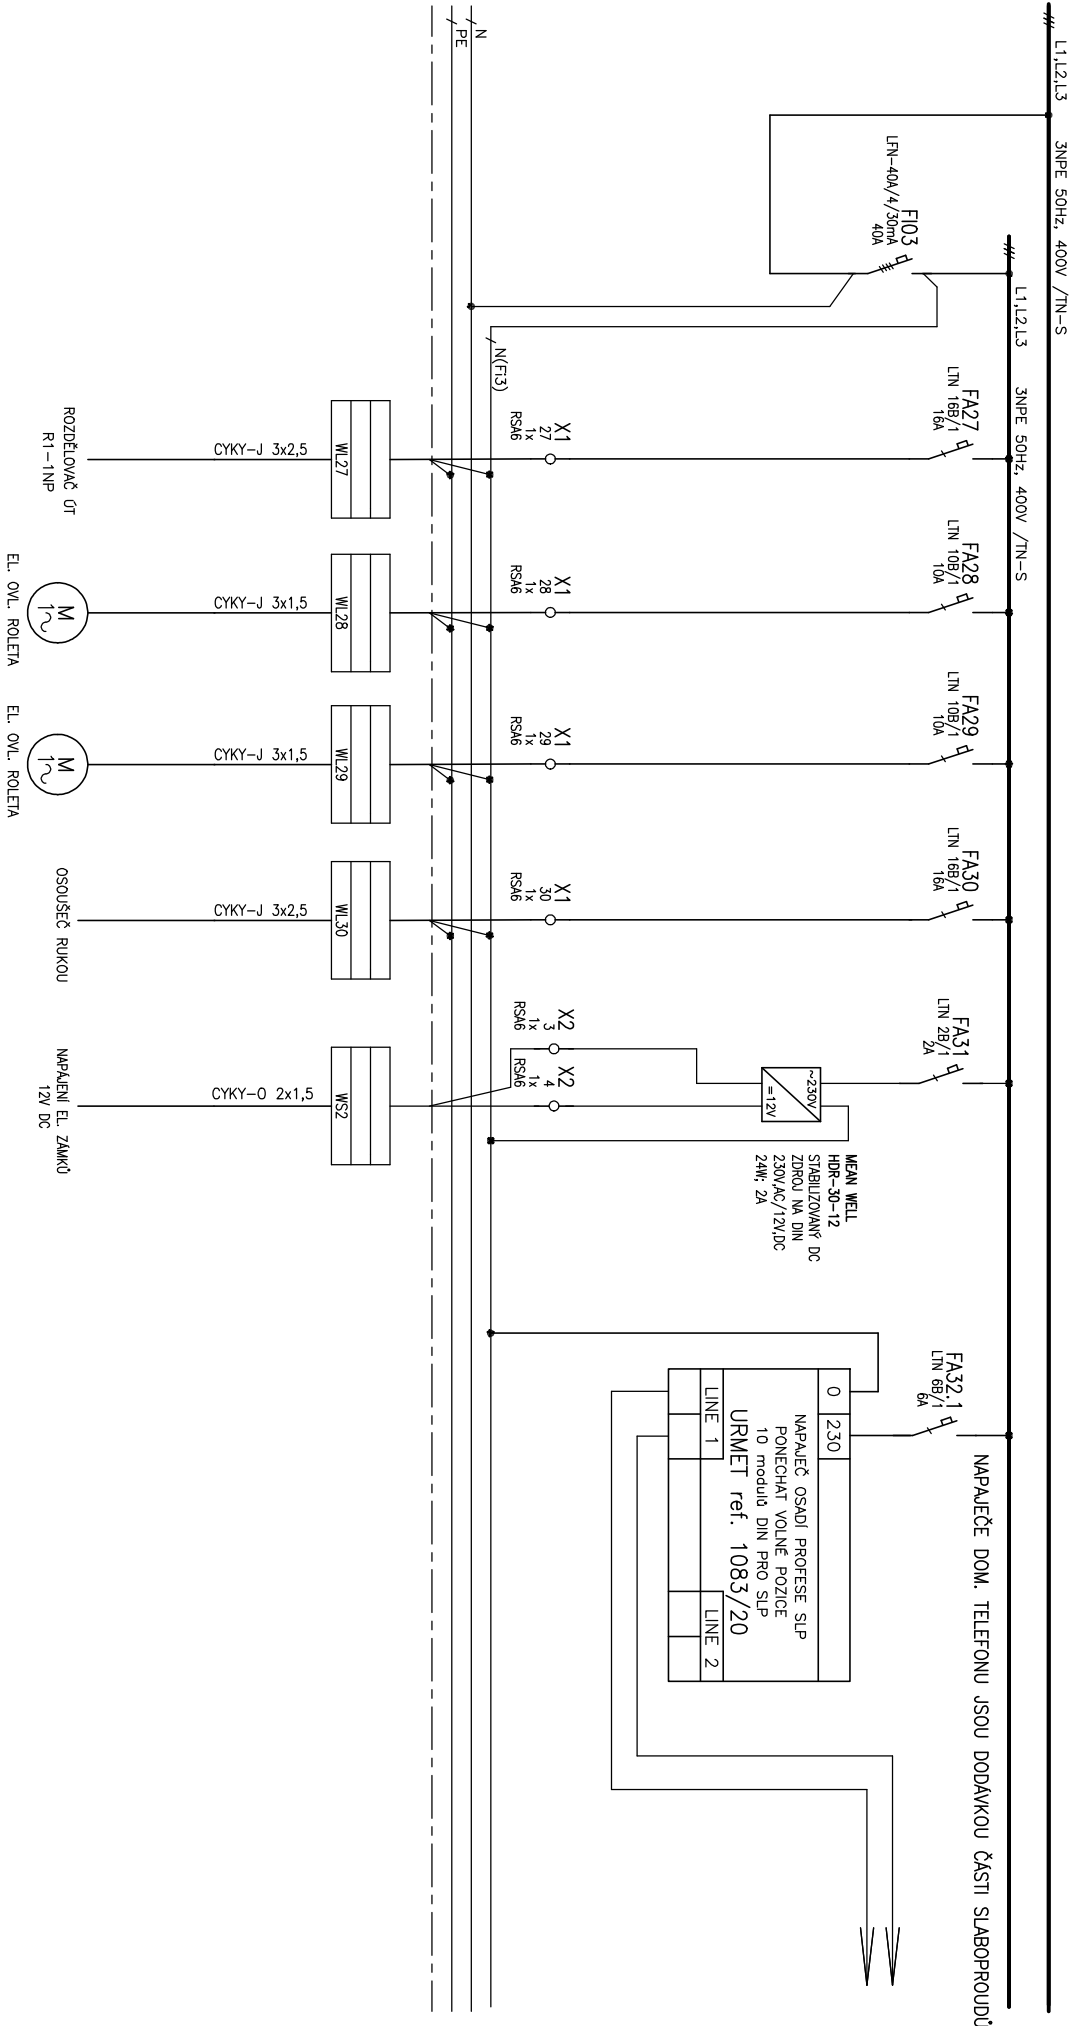 L1,L2,L3    3NPE 50Hz, 400V /TN-S
L1,L2,L3    3NPE 50Hz, 400V /TN-S
FI03
LFN-40A/4/30mA
40A
N
PE
N(Fi3)
FA27
LTN 16B/1
16A
X1
27
1x
RSA6
WL27
CYKY-J 3x2,5
ROZDĚLOVAČ ÚT
R1-1NP
FA28
LTN 10B/1
10A
X1
28
1x
RSA6
WL28
CYKY-J 3x1,5
M
1~
EL. OVL. ROLETA
FA29
LTN 10B/1
10A
X1
29
1x
RSA6
WL29
CYKY-J 3x1,5
M
1~
EL. OVL. ROLETA
FA30
LTN 16B/1
16A
X1
30
1x
RSA6
WL30
CYKY-J 3x2,5
OSOUŠEČ RUKOU
FA31
LTN 2B/1
2A
~230V
=12V
MEAN WELL
HDR-30-12
STABILIZOVANÝ DC
ZDROJ NA DIN
230V,AC/12V,DC
24W; 2A
X2
3
1x
RSA6
X2
4
1x
RSA6
WS2
CYKY-O 2x1,5
NAPÁJENÍ EL. ZÁMKŮ
12V DC
FA32.1
LTN 6B/1
6A
NAPAJEČE DOM. TELEFONU JSOU DODÁVKOU ČÁSTI SLABOPROUDŮ
0    230
NAPAJEČ OSADÍ PROFESE SLP
PONECHAT VOLNÉ POZICE
10 modulů DIN PRO SLP
URMET ref. 1083/20
LINE 1    LINE 2